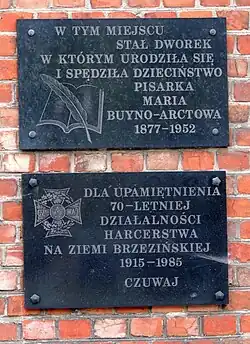 W TYM MIEJSCU
STAŁ DWOREK
W KTÓRYM URODZIŁA SIĘ
I SPĘDZIŁA DZIECIŃSTWO
PISARKA
MARIA
BUYNO-ARCTOWA
1877-1952
DLA UPAMIĘTNIENIA
70-LETNIEJ
DZIAŁALNOŚCI
HARCERSTWA
NA ZIEMI BRZEZIŃSKIEJ
1915-1985
CZUWAJ